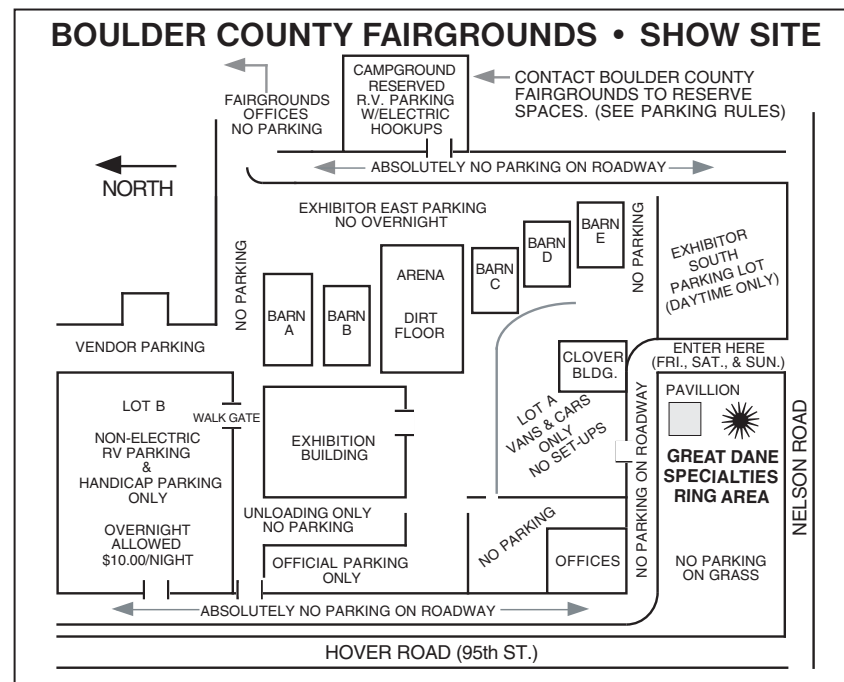 BOULDER COUNTY FAIRGROUNDS • SHOW SITE
FAIRGROUNDS
OFFICES
NO PARKING
CAMPGROUND
RESERVED
R.V. PARKING
W/ELECTRIC
HOOKUPS
CONTACT BOULDER COUNTY
FAIRGROUNDS TO RESERVE
SPACES. (SEE PARKING RULES)
NORTH
ABSOLUTELY NO PARKING ON ROADWAY
EXHIBITOR EAST PARKING
NO OVERNIGHT
NO PARKING
BARN
A
BARN
B
ARENA
DIRT
FLOOR
BARN
C
BARN
D
BARN
E
NO PARKING
EXHIBITOR
SOUTH
PARKING LOT
(DAYTIME ONLY)
VENDOR PARKING
CLOVER
BLDG.
ENTER HERE
(FRI., SAT., & SUN.)
LOT B
NON-ELECTRIC
RV PARKING
&
HANDICAP PARKING
ONLY
OVERNIGHT
ALLOWED
$10.00/NIGHT
WALK GATE
EXHIBITION
BUILDING
LOT A
VANS & CARS
ONLY
NO SET-UPS
NO PARKING ON ROADWAY
PAVILLION
GREAT DANE
SPECIALTIES
RING AREA
NO PARKING
ON GRASS
NELSON ROAD
UNLOADING ONLY
NO PARKING
OFFICIAL PARKING
ONLY
NO PARKING
OFFICES
ABSOLUTELY NO PARKING ON ROADWAY
HOVER ROAD (95th ST.)